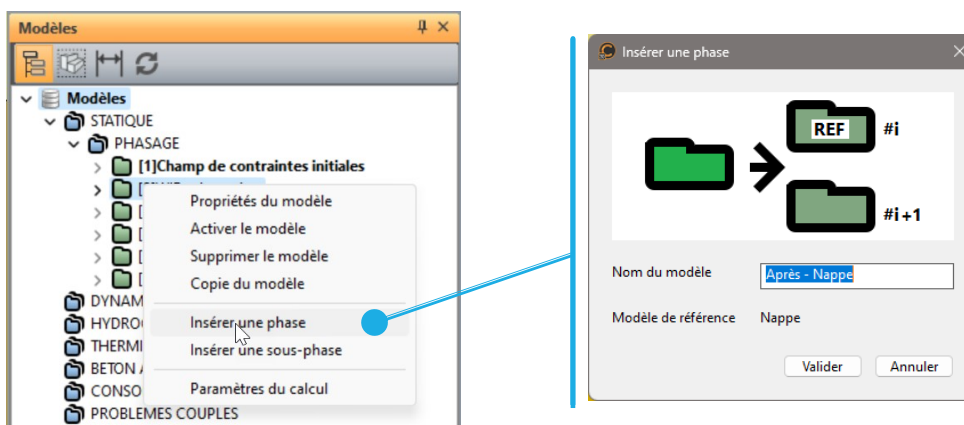 Modèles
Modèles
STATIQUE
PHASAGE
[1]Champ de contraintes initiales
Propriétés du modèle
Activer le modèle
Supprimer le modèle
Copie du modèle
DYNAM
Insérer une phase
HYDRO
Insérer une sous-phase
THERMI
BETON A
CONSO
Paramètres du calcul
PROBLEMES COUPLES
Insérer une phase
REF #i
#i+1
Nom du modèle Après - Nappe
Modèle de référence Nappe
Valider Annuler